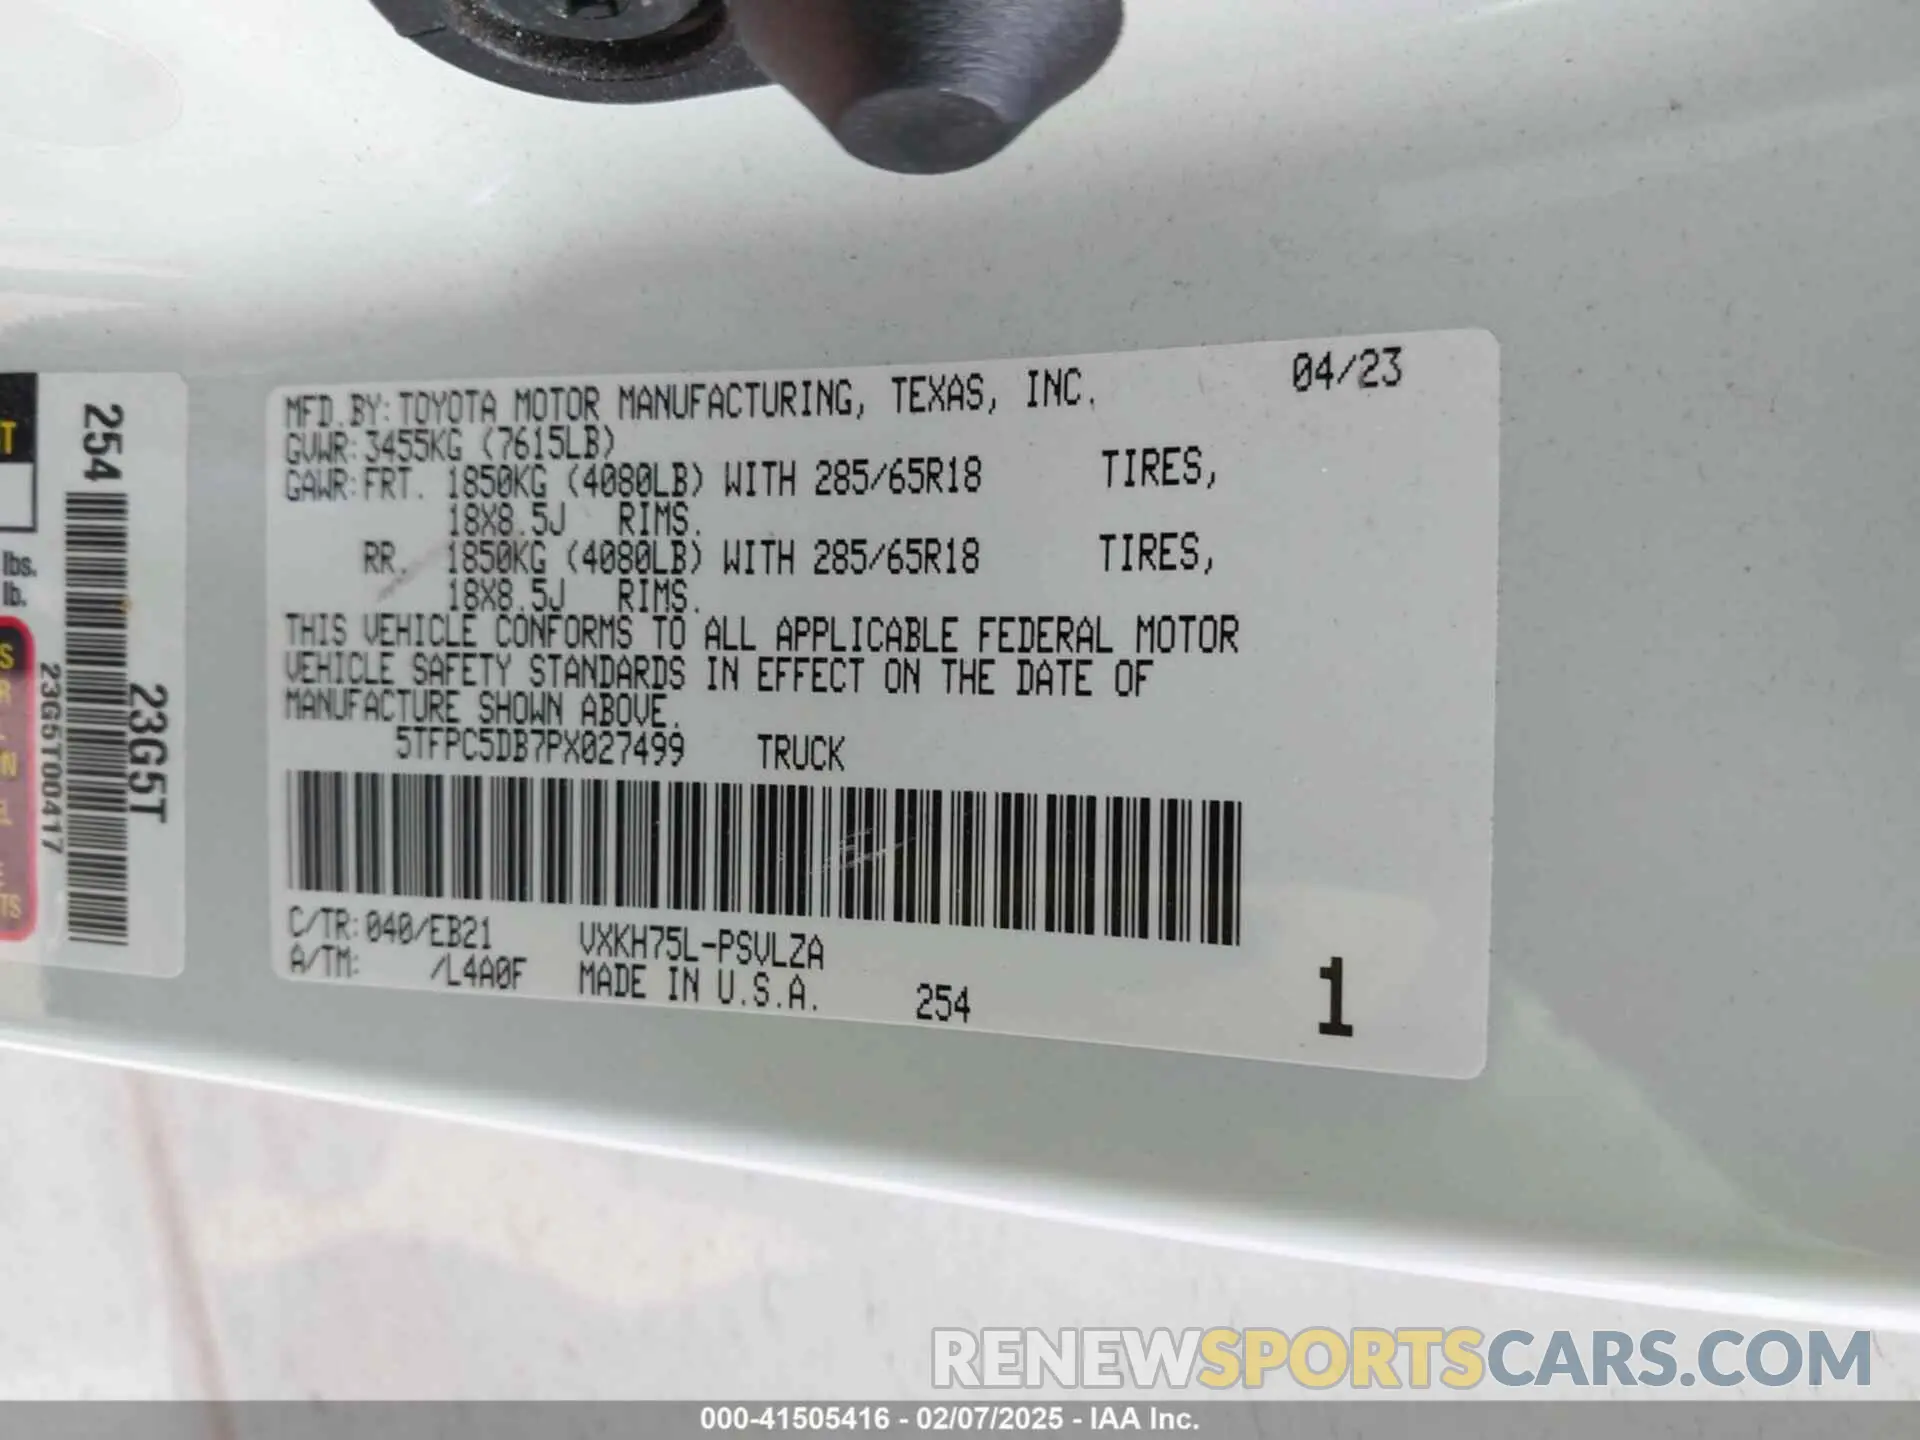 MFD.BY: TOYOTA MOTOR MANUFACTURING, TEXAS, INC. 04/23
GVWR: 3455KG (7615LB)
GAWR: FRT. 1850KG (4080LB) WITH 285/65R18 TIRES,
18X8.5J RIMS.
RR. 1850KG (4080LB) WITH 285/65R18 TIRES,
18X8.5J RIMS.
THIS VEHICLE CONFORMS TO ALL APPLICABLE FEDERAL MOTOR
VEHICLE SAFETY STANDARDS IN EFFECT ON THE DATE OF
MANUFACTURE SHOWN ABOVE.
5TFPC5DB7PX027499 TRUCK
C/TR: 040/EB21 VXKH75L-PSVLZA
A/TM: /L4A0F MADE IN U.S.A. 254 1
254
23G5T
23G5T00417
lbs.
lb.
RENEWSPORTSCARS.COM
000-41505416 - 02/07/2025 - IAA Inc.